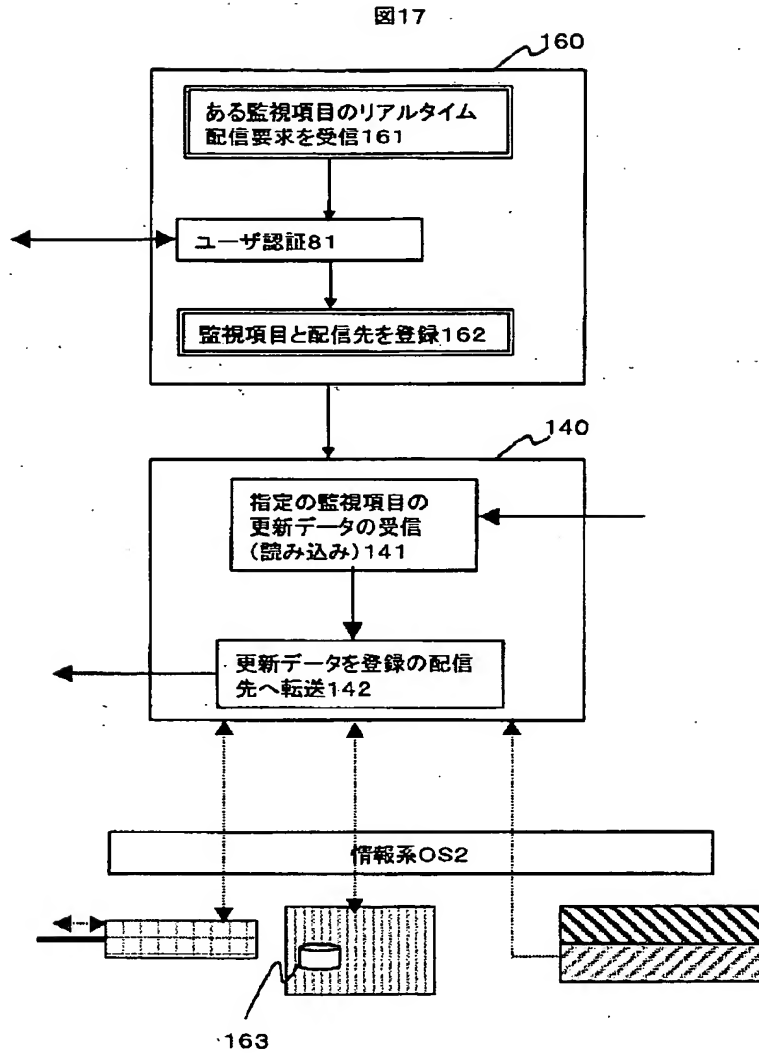 図17
160
ある監視項目のリアルタイム
配信要求を受信161
ユーザ認証81
監視項目と配信先を登録162
140
指定の監視項目の
更新データの受信
(読み込み)141
更新データを登録の配信
先へ転送142
情報系OS2
163